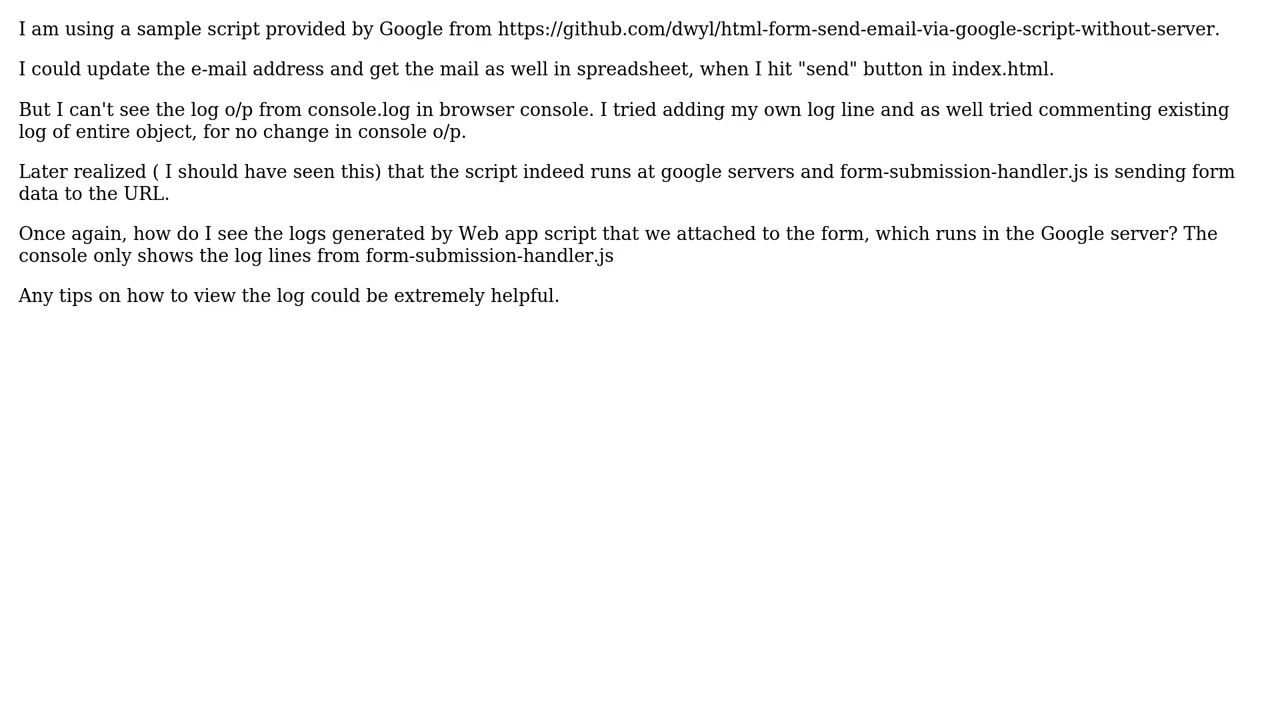 I am using a sample script provided by Google from https://github.com/dwyl/html-form-send-email-via-google-script-without-server.
I could update the e-mail address and get the mail as well in spreadsheet, when I hit "send" button in index.html.
But I can't see the log o/p from console.log in browser console. I tried adding my own log line and as well tried commenting existing
log of entire object, for no change in console o/p.
Later realized ( I should have seen this) that the script indeed runs at google servers and form-submission-handler.js is sending form
data to the URL.
Once again, how do I see the logs generated by Web app script that we attached to the form, which runs in the Google server? The
console only shows the log lines from form-submission-handler.js
Any tips on how to view the log could be extremely helpful.